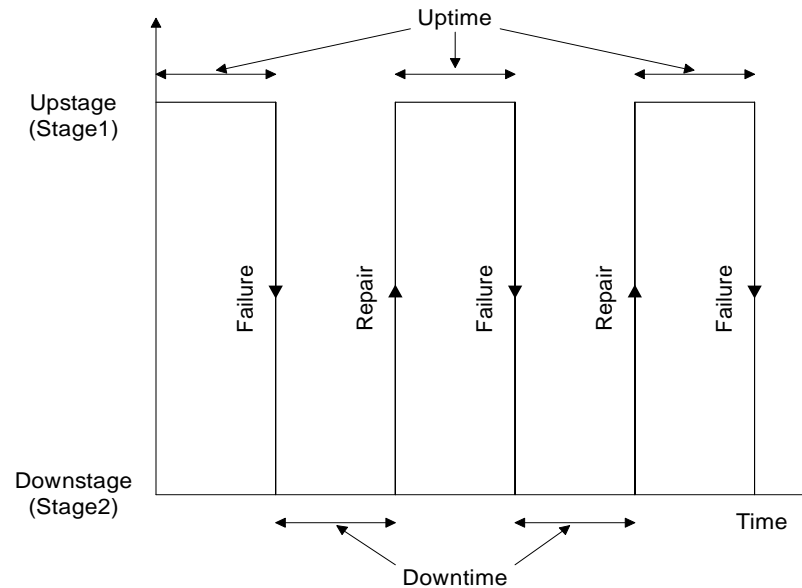 Uptime
Upstage
(Stage1)
Failure
Repair
Failure
Repair
Failure
Downstage
(Stage2)
Time
Downtime